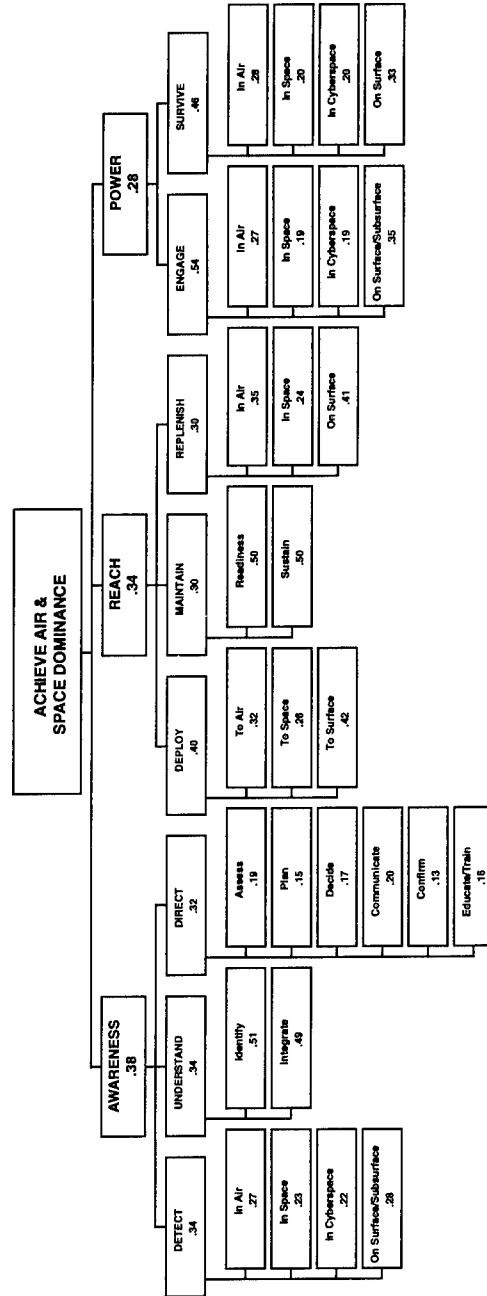 ACHIEVE AIR &
SPACE DOMINANCE
AWARENESS
.38
REACH
.34
POWER
.28
DETECT
.34
UNDERSTAND
.34
DIRECT
.32
DEPLOY
.40
MAINTAIN
.30
REPLENISH
.30
ENGAGE
.54
SURVIVE
.46
In Air
.27
In Space
.23
In Cyberspace
.22
On Surface/Subsurface
.28
Identify
.51
Integrate
.49
Assess
.19
Plan
.15
Decide
.17
Communicate
.20
Confirm
.13
Educate/Train
.16
To Air
.32
To Space
.26
To Surface
.42
Readiness
.50
Sustain
.50
In Air
.35
In Space
.24
On Surface
.41
In Air
.27
In Space
.19
In Cyberspace
.19
On Surface/Subsurface
.35
In Air
.28
In Space
.20
In Cyberspace
.20
On Surface
.33